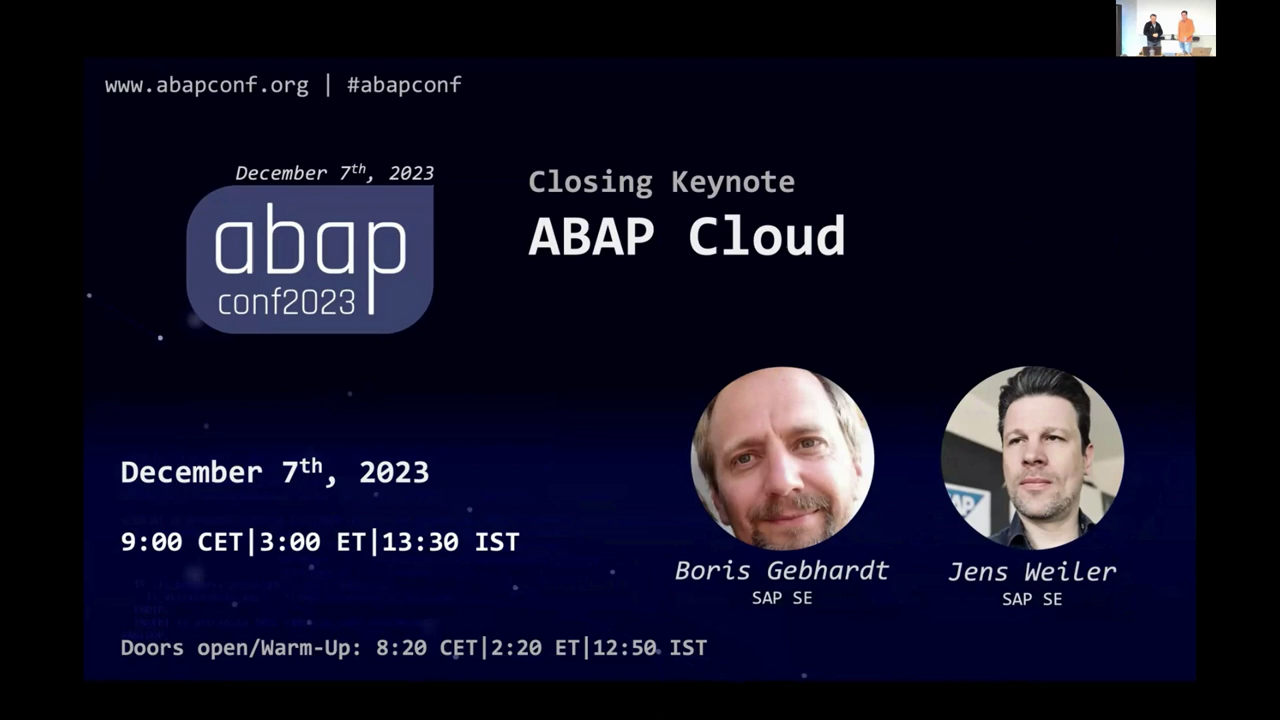 www.abapconf.org | #abapconf
December 7th, 2023
abap
conf2023
Closing Keynote
ABAP Cloud
December 7th, 2023
9:00 CET|3:00 ET|13:30 IST
Boris Gebhardt
SAP SE
Jens Weiler
SAP SE
Doors open/Warm-Up: 8:20 CET|2:20 ET|12:50 IST